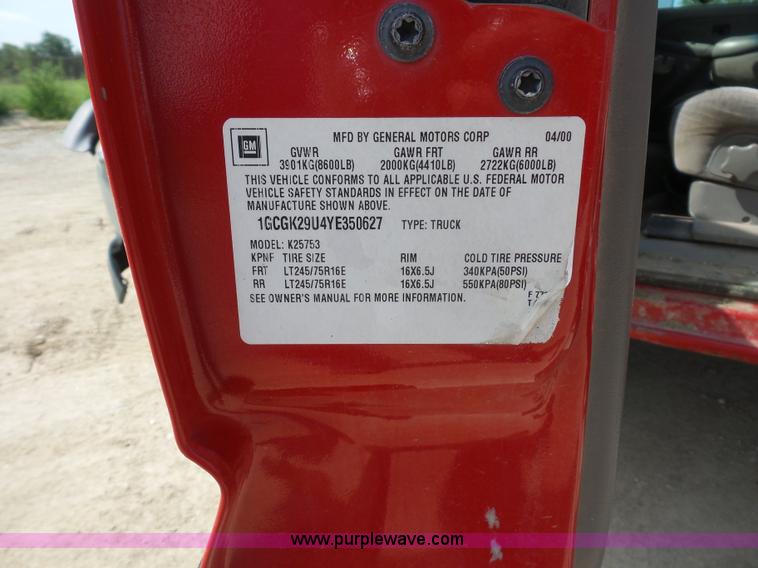 GM
MFD BY GENERAL MOTORS CORP 04/00
GVWR GAWR FRT GAWR RR
3901KG(8600LB) 2000KG(4410LB) 2722KG(6000LB)
THIS VEHICLE CONFORMS TO ALL APPLICABLE U.S. FEDERAL MOTOR
VEHICLE SAFETY STANDARDS IN EFFECT ON THE DATE OF
MANUFACTURE SHOWN ABOVE.
1GCGK29U4YE350627 TYPE: TRUCK
MODEL: K25753
KPNF TIRE SIZE RIM COLD TIRE PRESSURE
FRT LT245/75R16E 16X6.5J 340KPA(50PSI)
RR LT245/75R16E 16X6.5J 550KPA(80PSI)
SEE OWNER'S MANUAL FOR MORE INFORMATION.
www.purplewave.com